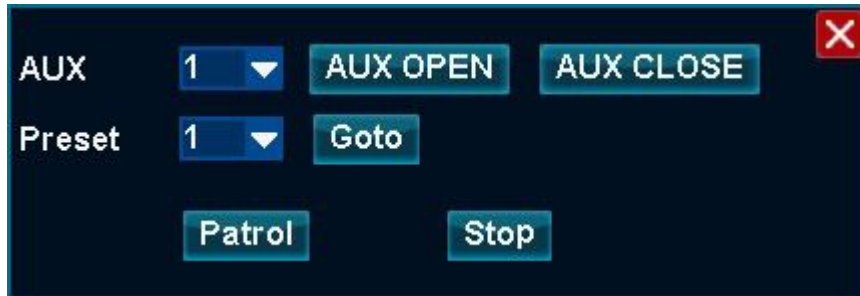 AUX 1 AUX OPEN AUX CLOSE
Preset 1 Goto
Patrol Stop